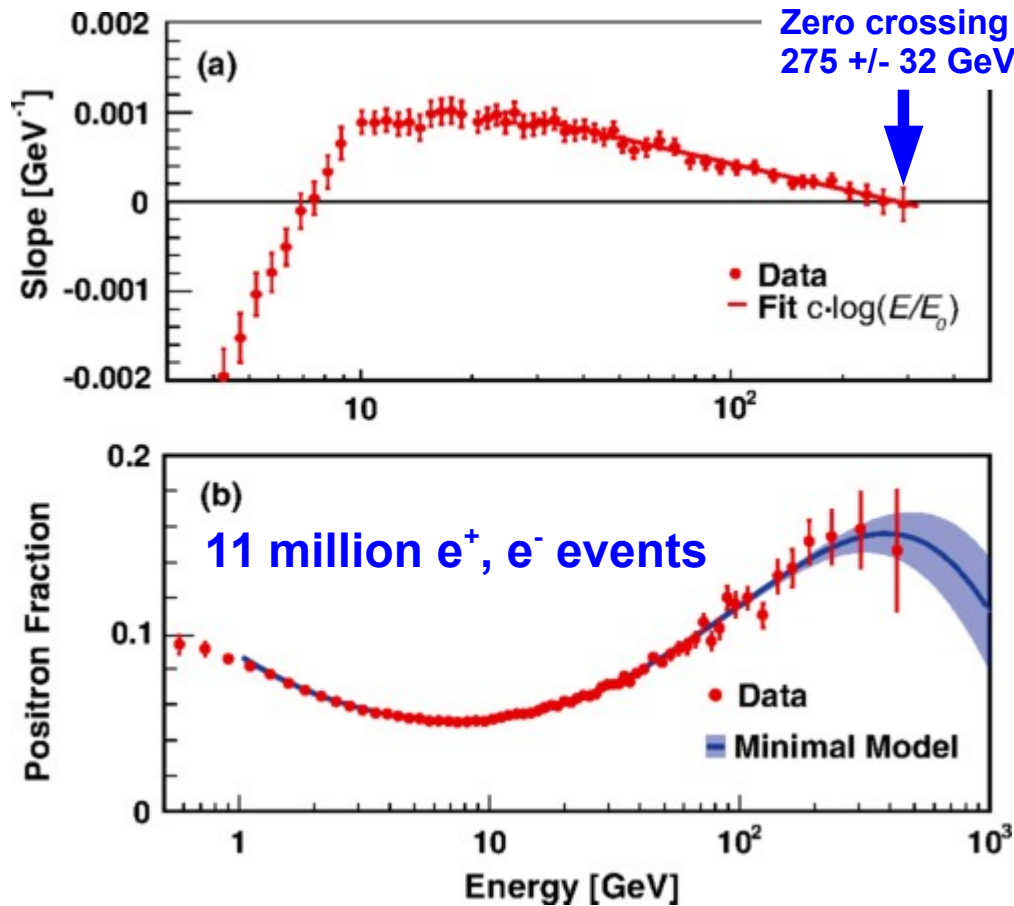 Zero crossing
275 +/- 32 GeV
0.002
(a)
0.001
0
-0.001
-0.002
Slope [GeV⁻¹]
Data
Fit c·log(E/E₀)
10
10²
0.2
(b)
11 million e⁺, e⁻ events
0.1
0
Positron Fraction
Data
Minimal Model
1
10
10²
10³
Energy [GeV]